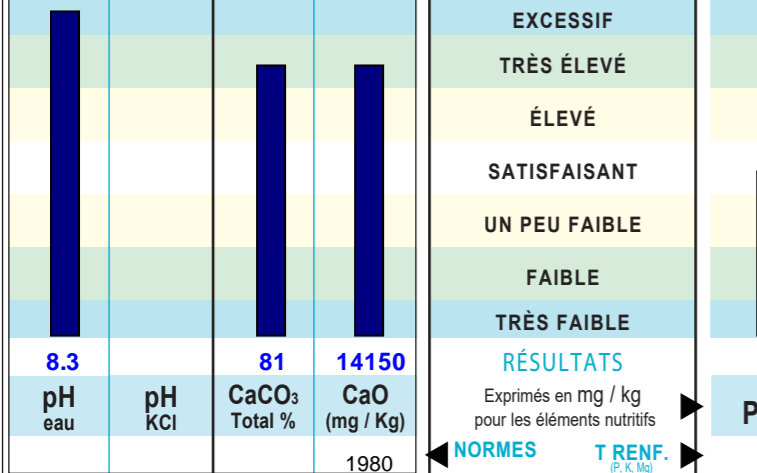 EXCESSIF
TRÈS ÉLEVÉ
ÉLEVÉ
SATISFAISANT
UN PEU FAIBLE
FAIBLE
TRÈS FAIBLE
8.3 81 14150 RÉSULTATS
pH eau
pH KCl
CaCO₃ Total %
CaO (mg / Kg)
Exprimés en mg / kg
pour les éléments nutritifs
P
1980
NORMES T RENF.
(P, K, Mg)